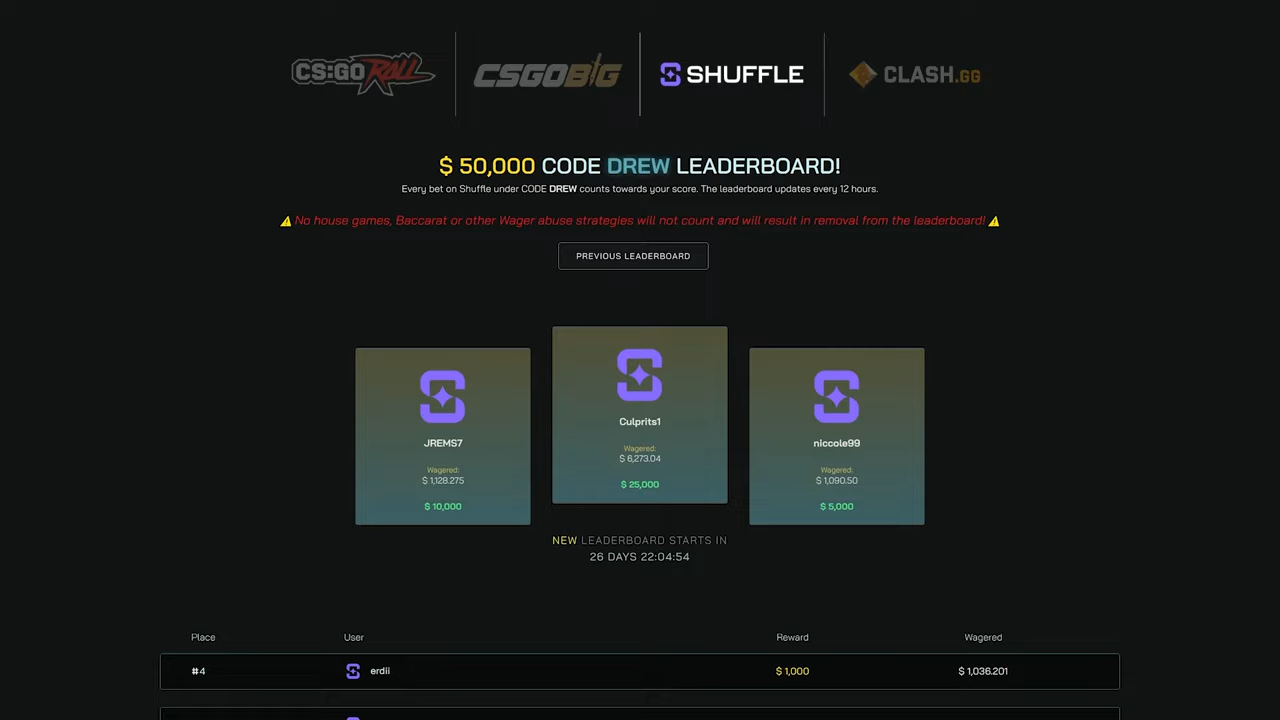 CS:GO ROLL
CSGOBIG
SHUFFLE
CLASH.GG
$ 50,000 CODE DREW LEADERBOARD!
Every bet on Shuffle under CODE DREW counts towards your score. The leaderboard updates every 12 hours.
No house games, Baccarat or other Wager abuse strategies will not count and will result in removal from the leaderboard!
PREVIOUS LEADERBOARD
JREMS7
Wagered:
$ 1,128.275
$ 10,000
Culprits1
Wagered:
$ 6,273.04
$ 25,000
niccole99
Wagered:
$ 1,090.50
$ 5,000
NEW LEADERBOARD STARTS IN
26 DAYS 22:04:54
Place User Reward Wagered
#4 erdii $ 1,000 $ 1,036.201